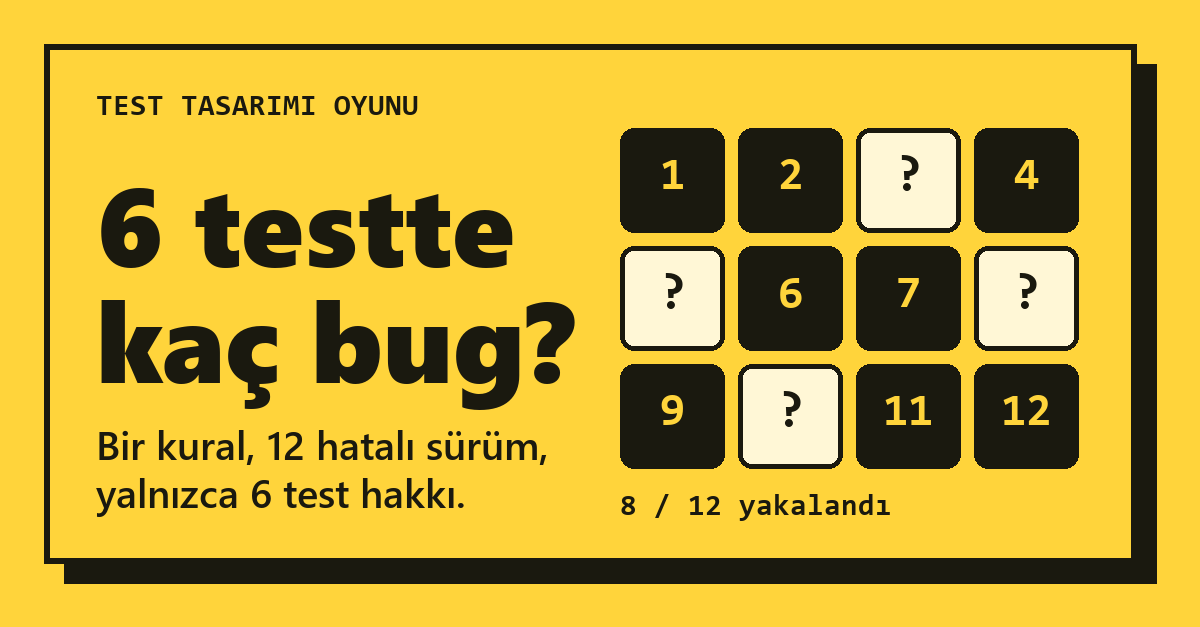 TEST TASARIMI OYUNU
6 testte
kaç bug?
Bir kural, 12 hatalı sürüm,
yalnızca 6 test hakkı.
1 2 ? 4
? 6 7 ?
9 ? 11 12
8 / 12 yakalandı